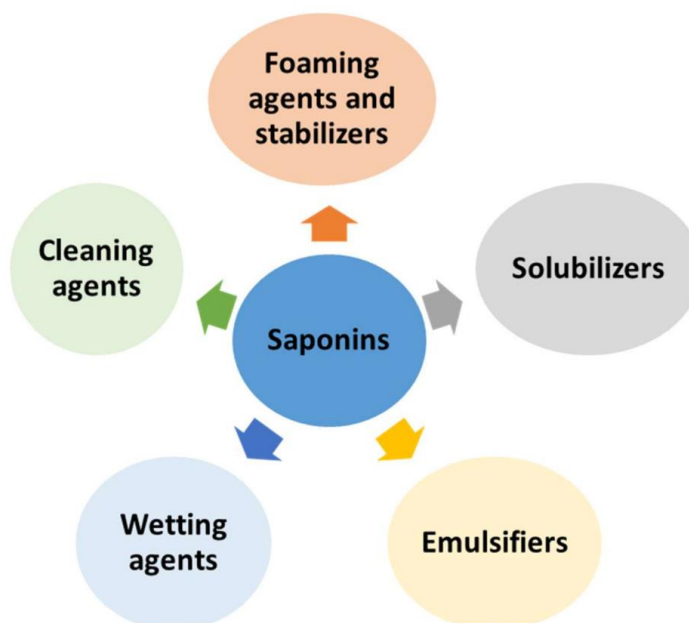 Foaming
agents and
stabilizers
Cleaning
agents
Solubilizers
Saponins
Wetting
agents
Emulsifiers